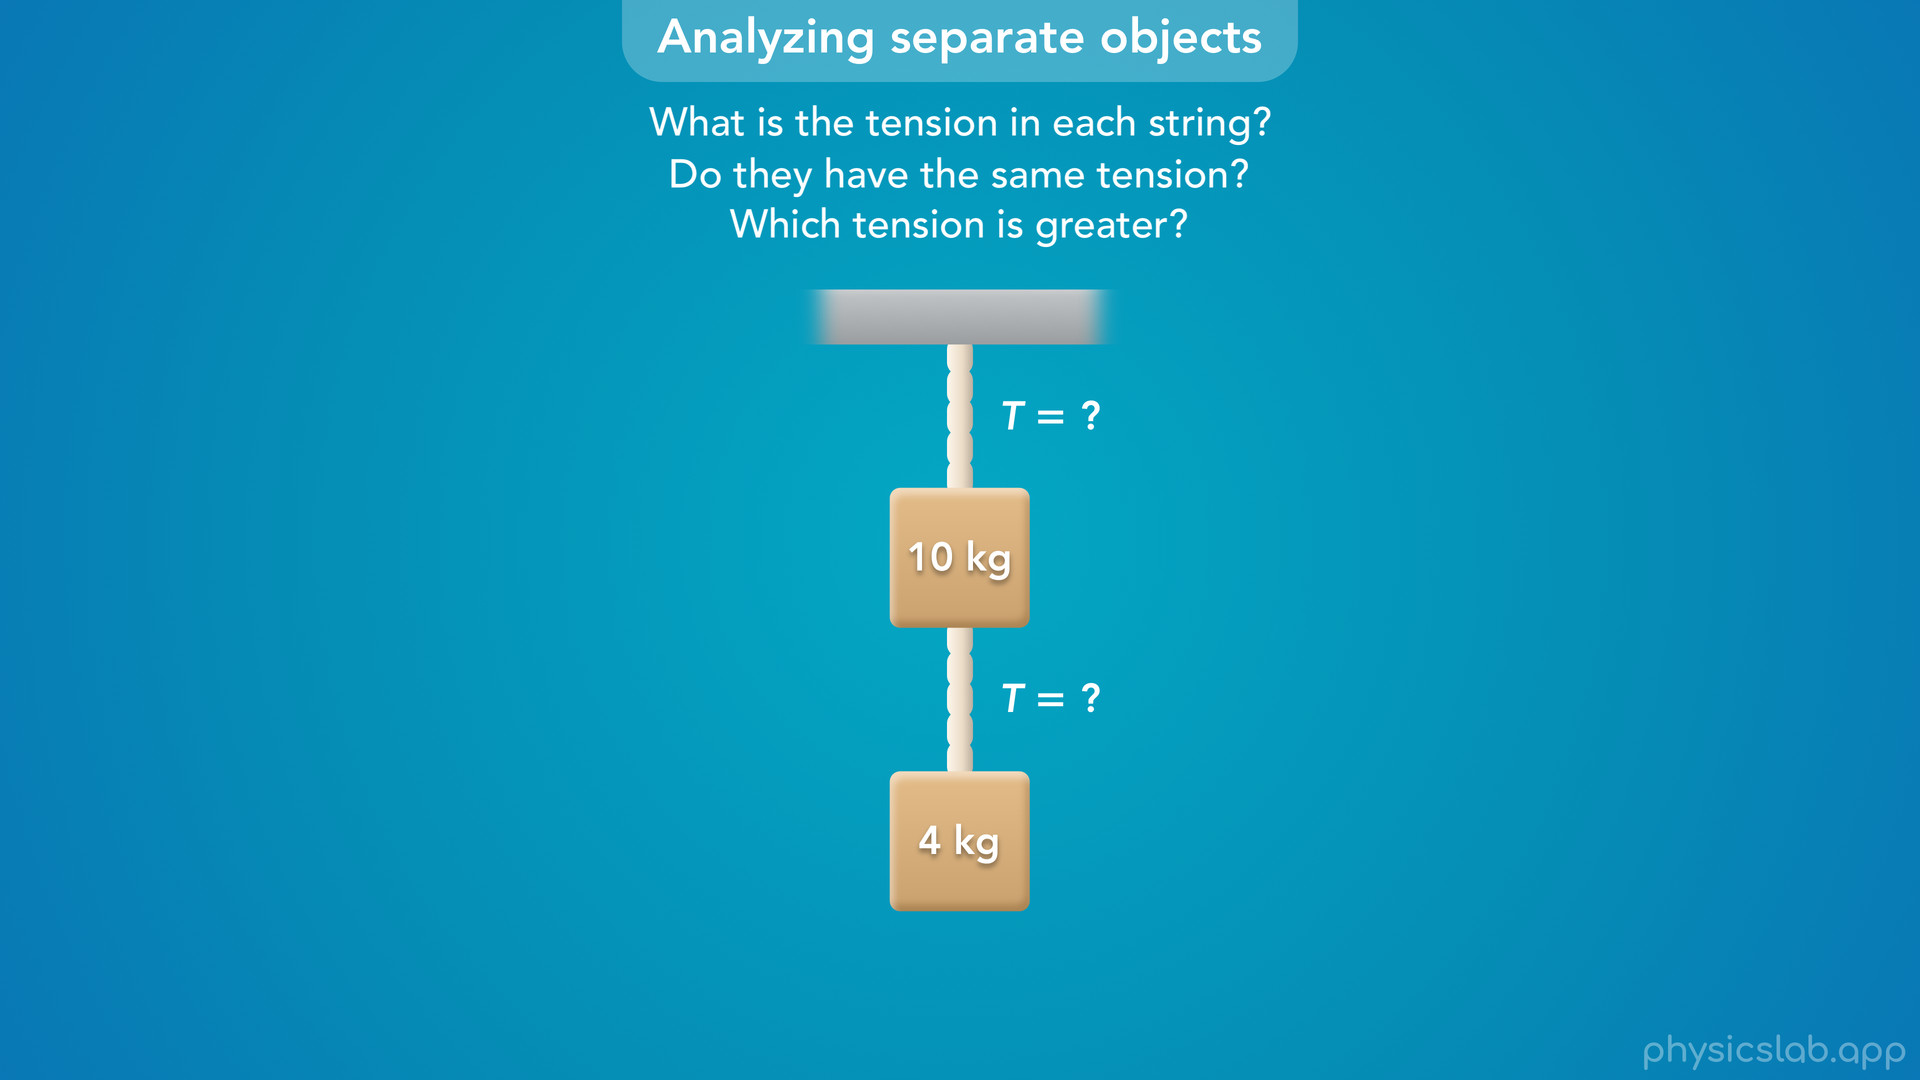 Analyzing separate objects
What is the tension in each string?
Do they have the same tension?
Which tension is greater?
T = ?
10 kg
T = ?
4 kg
physicslab.app